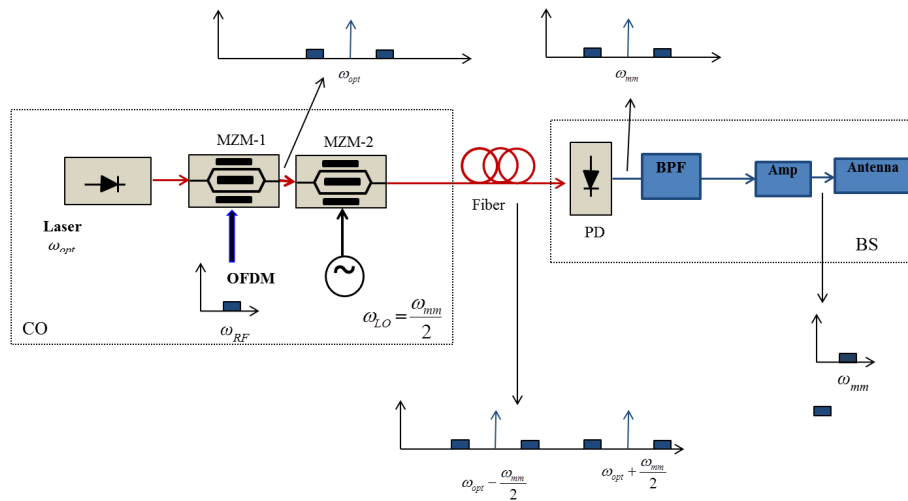 ω_opt
ω_mm
MZM-1
MZM-2
Laser
ω_opt
OFDM
ω_RF
~
ω_LO = ω_mm/2
CO
Fiber
PD
BPF
Amp
Antenna
BS
ω_mm
ω_opt − ω_mm/2
ω_opt + ω_mm/2